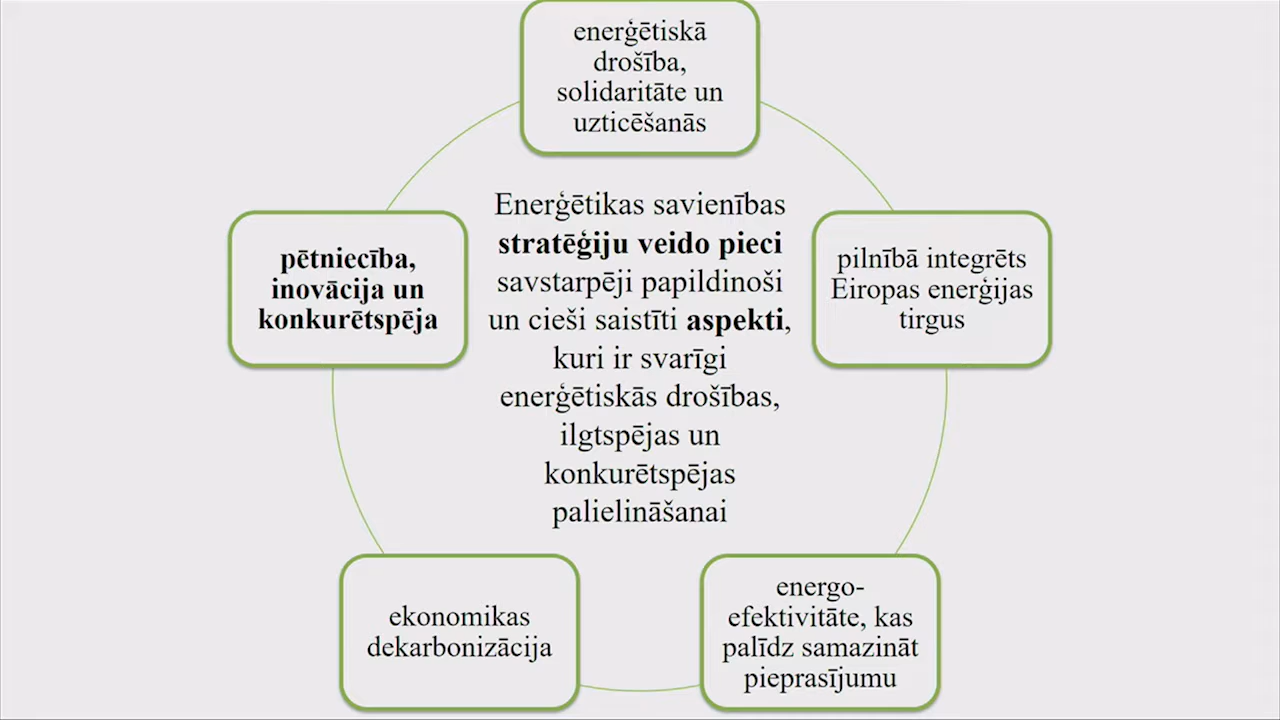 enerģētiskā
drošība,
solidaritāte un
uzticēšanās
Enerģētikas savienības
stratēģiju veido pieci
savstarpēji papildinoši
un cieši saistīti aspekti,
kuri ir svarīgi
enerģētiskās drošības,
ilgtspējas un
konkurētspējas
palielināšanai
pilnībā integrēts
Eiropas enerģijas
tirgus
energo-
efektivitāte, kas
palīdz samazināt
pieprasījumu
ekonomikas
dekarbonizācija
pētniecība,
inovācija un
konkurētspēja